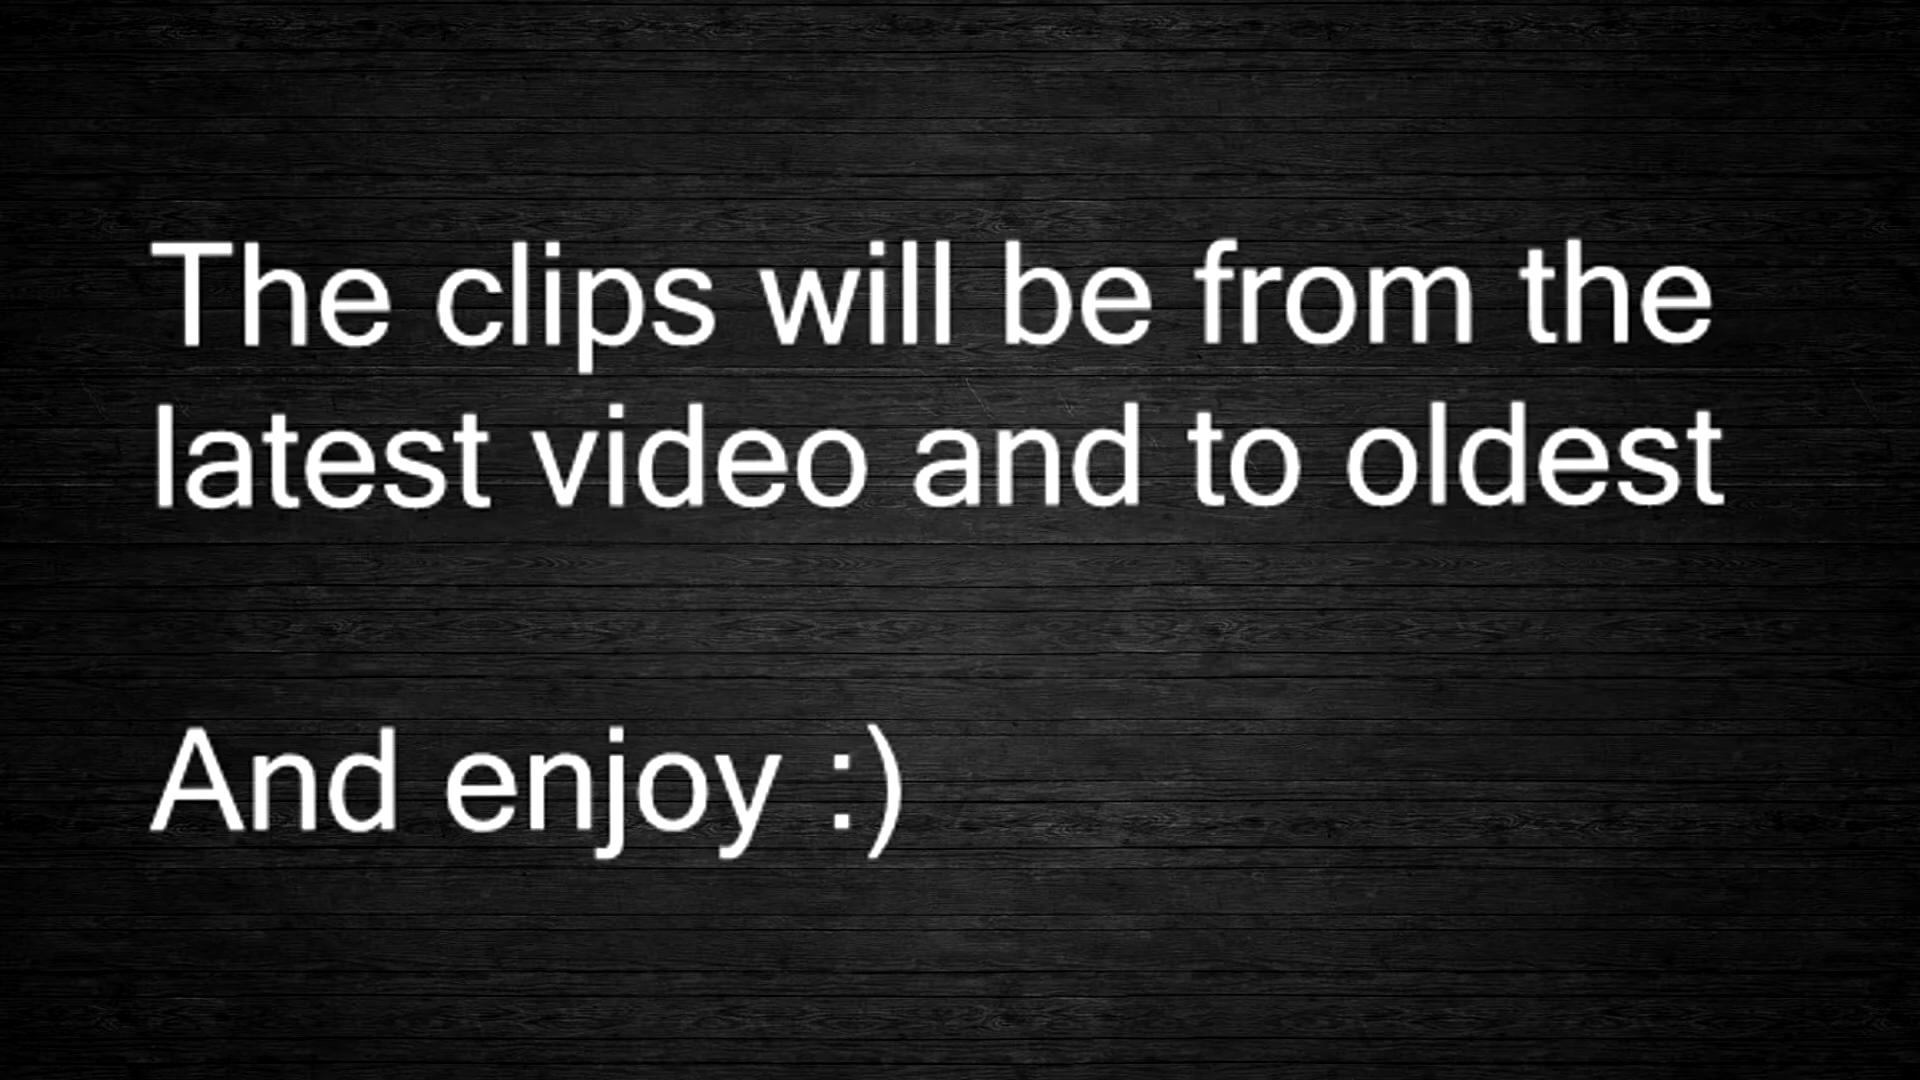 The clips will be from the
latest video and to oldest
And enjoy :)